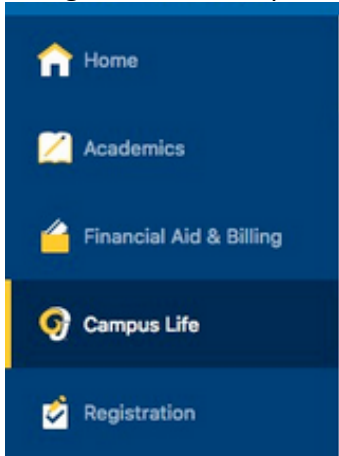 Home
Academics
Financial Aid & Billing
Campus Life
Registration